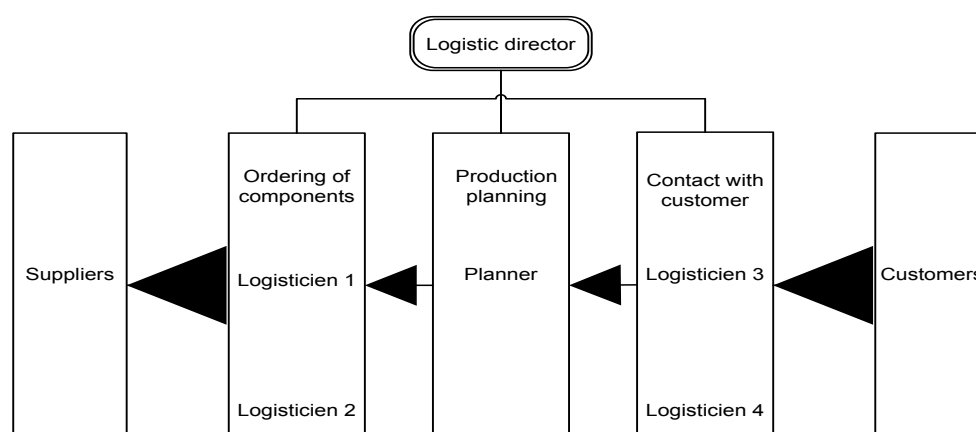 Logistic director
Suppliers
Ordering of
components
Logisticien 1
Logisticien 2
Production
planning
Planner
Contact with
customer
Logisticien 3
Logisticien 4
Customers